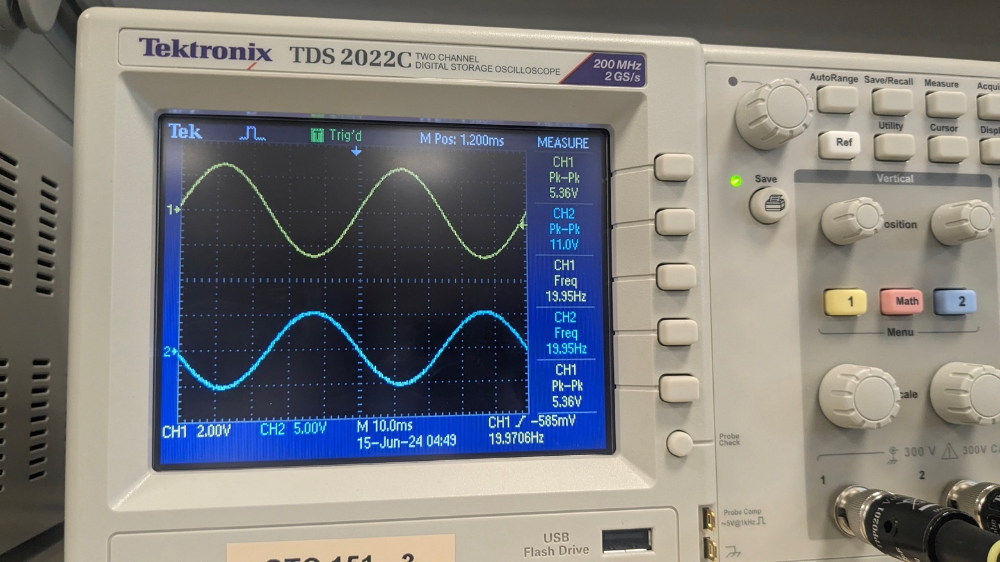 Tektronix TDS 2022C TWO CHANNEL
DIGITAL STORAGE OSCILLOSCOPE
200 MHz
2 GS/s
Tek Trig'd M Pos: 1.200ms MEASURE
CH1
Pk-Pk
5.36V
CH2
Pk-Pk
11.0V
CH1
Freq
19.95Hz
CH2
Freq
19.95Hz
CH1
Pk-Pk
5.36V
1
2
CH1 2.00V CH2 5.00V M 10.0ms CH1 -585mV
15-Jun-24 04:49 19.9706Hz
AutoRange Save/Recall Measure Acqui
Utility Cursor Displ
Ref
Save
Vertical
osition
1 Math 2
Menu
cale
Probe
Check
300 V 300V CA
1 2
Probe Comp
~5V@1kHz
USB
Flash Drive